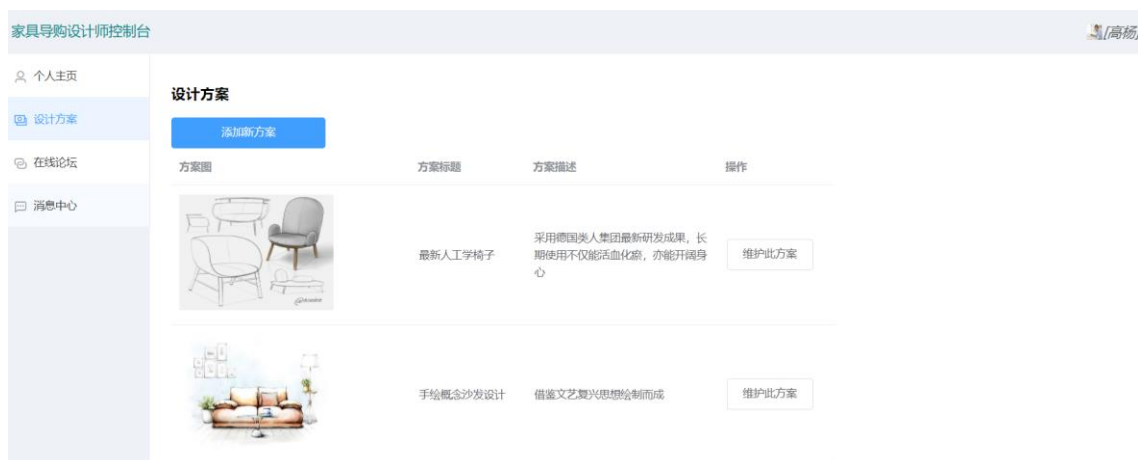 家具导购设计师控制台
[高杨]
个人主页
设计方案
在线论坛
消息中心
设计方案
添加新方案
方案图 方案标题 方案描述 操作
最新人工学椅子
采用德国类人集团最新研发成果，长
期使用不仅能活血化瘀，亦能开阔身
心
维护此方案
手绘概念沙发设计
借鉴文艺复兴思想绘制而成
维护此方案